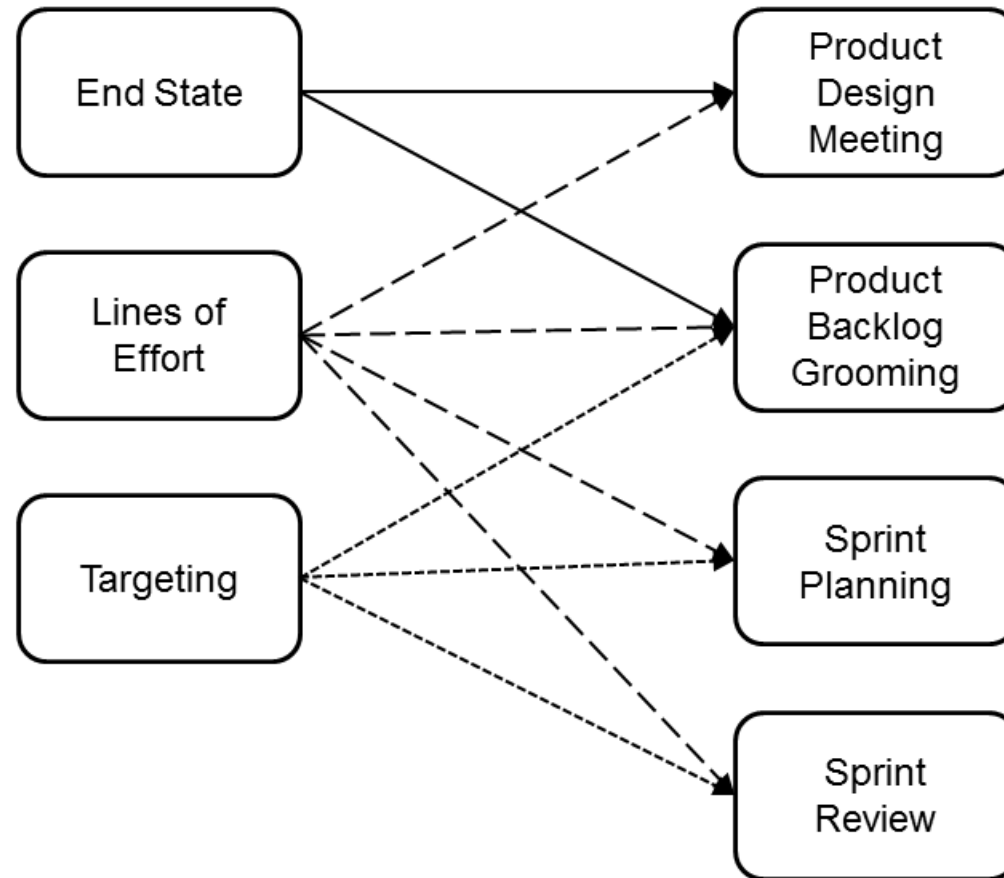 End State
Lines of
Effort
Targeting
Product
Design
Meeting
Product
Backlog
Grooming
Sprint
Planning
Sprint
Review